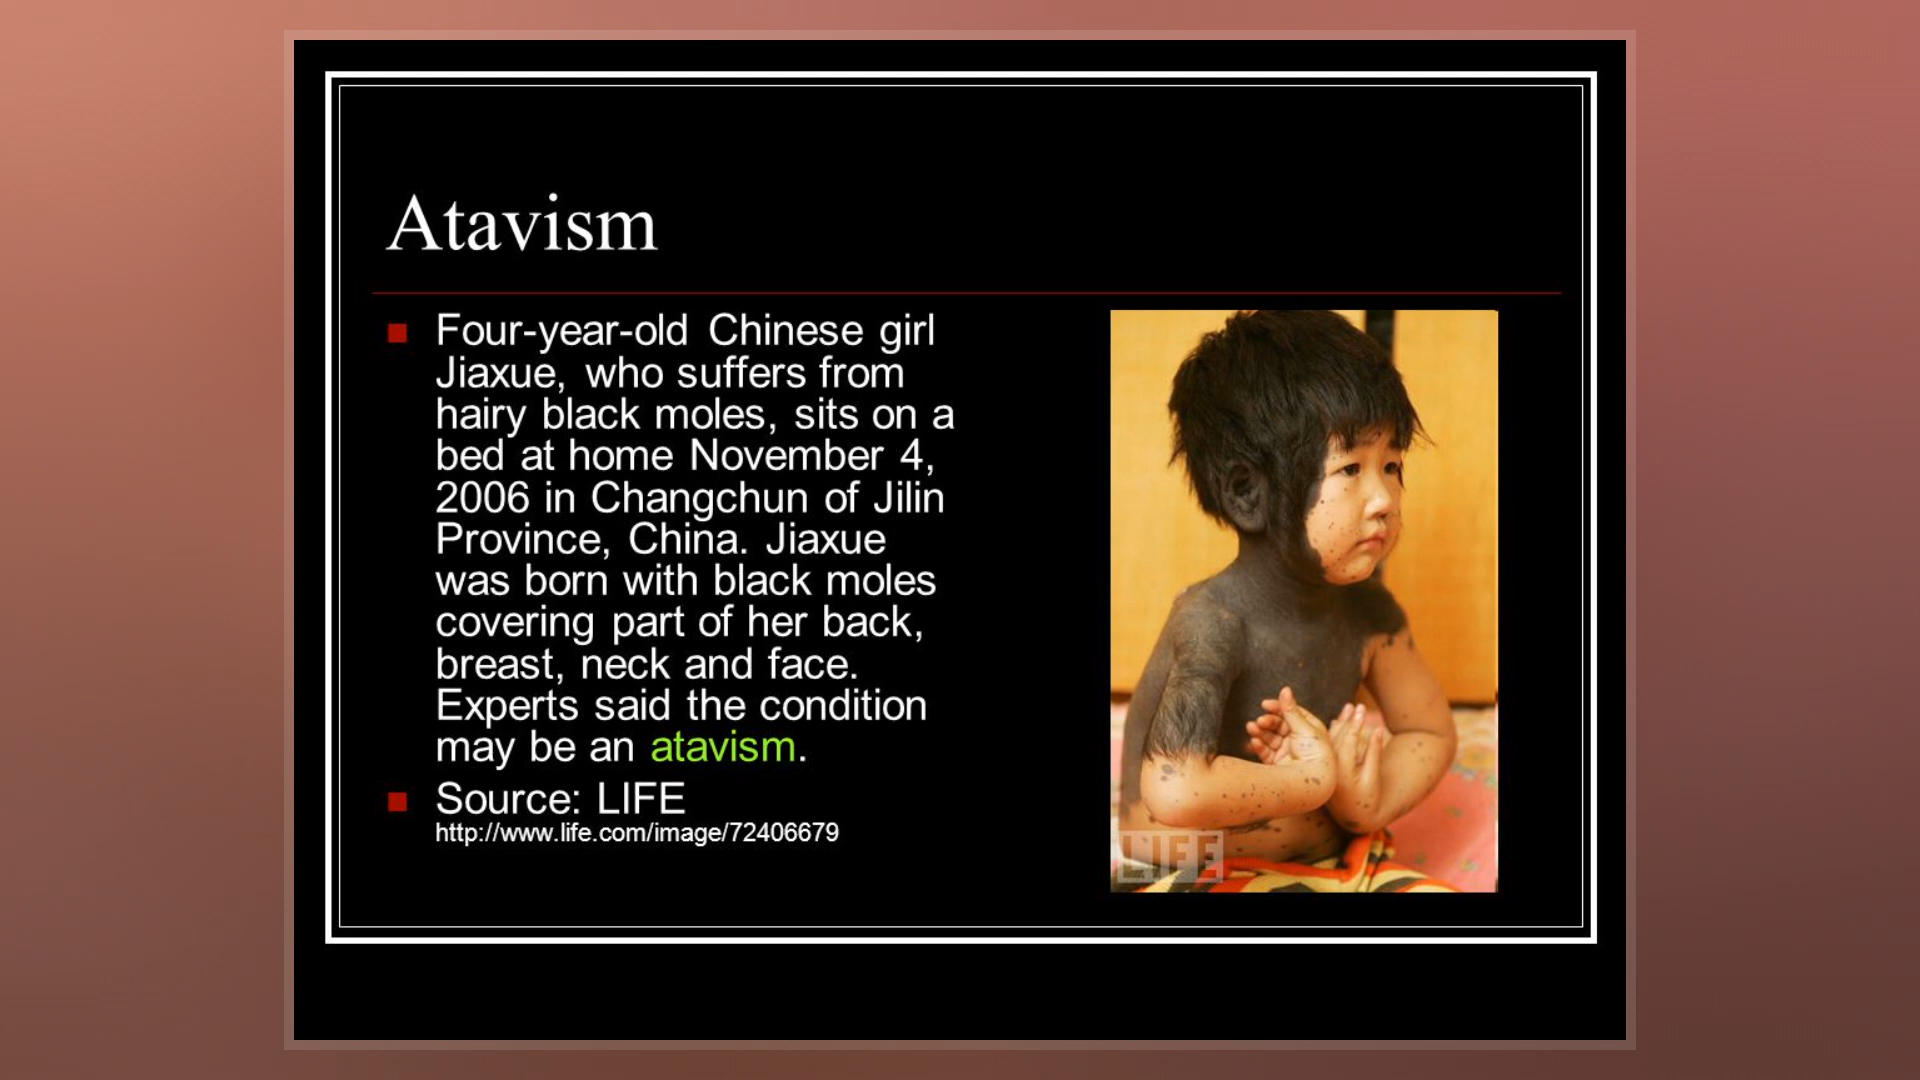 Atavism
Four-year-old Chinese girl
Jiaxue, who suffers from
hairy black moles, sits on a
bed at home November 4,
2006 in Changchun of Jilin
Province, China. Jiaxue
was born with black moles
covering part of her back,
breast, neck and face.
Experts said the condition
may be an atavism.
Source: LIFE
http://www.life.com/image/72406679
LIFE